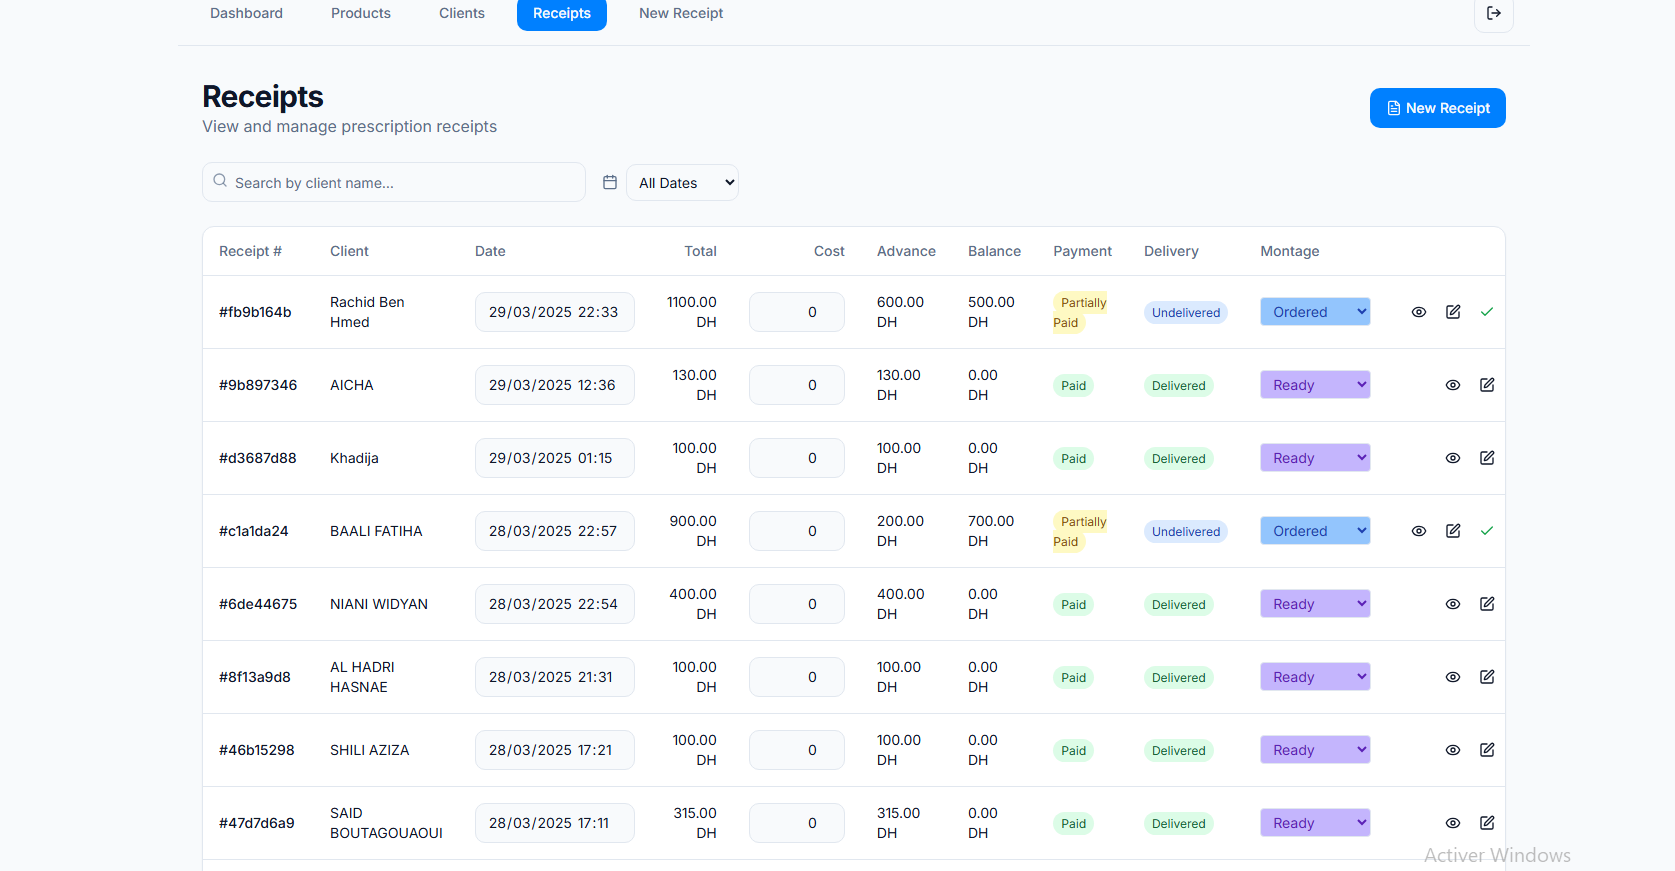 Dashboard Products Clients Receipts New Receipt
Receipts
View and manage prescription receipts
New Receipt
Search by client name...
All Dates
Receipt # Client Date Total Cost Advance Balance Payment Delivery Montage
#fb9b164b Rachid Ben Hmed 29/03/2025 22:33 1100.00 DH 0 600.00 DH 500.00 DH Partially Paid Undelivered Ordered
#9b897346 AICHA 29/03/2025 12:36 130.00 DH 0 130.00 DH 0.00 DH Paid Delivered Ready
#d3687d88 Khadija 29/03/2025 01:15 100.00 DH 0 100.00 DH 0.00 DH Paid Delivered Ready
#c1a1da24 BAALI FATIHA 28/03/2025 22:57 900.00 DH 0 200.00 DH 700.00 DH Partially Paid Undelivered Ordered
#6de44675 NIANI WIDYAN 28/03/2025 22:54 400.00 DH 0 400.00 DH 0.00 DH Paid Delivered Ready
#8f13a9d8 AL HADRI HASNAE 28/03/2025 21:31 100.00 DH 0 100.00 DH 0.00 DH Paid Delivered Ready
#46b15298 SHILI AZIZA 28/03/2025 17:21 100.00 DH 0 100.00 DH 0.00 DH Paid Delivered Ready
#47d7d6a9 SAID BOUTAGOUAOUI 28/03/2025 17:11 315.00 DH 0 315.00 DH 0.00 DH Paid Delivered Ready
Activer Windows